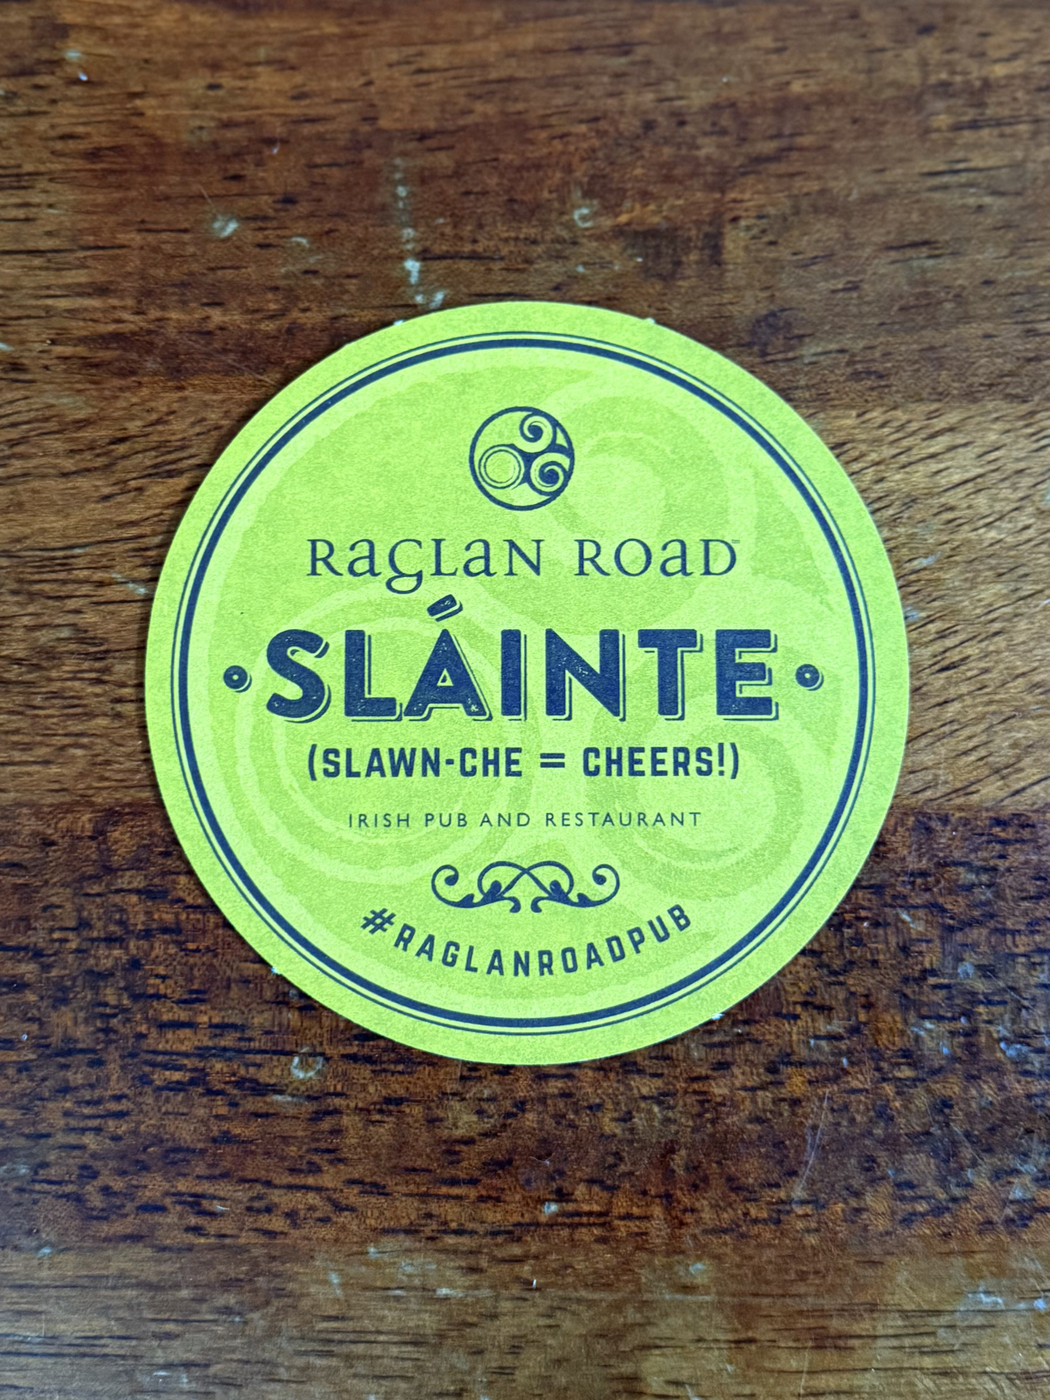 RagLaN ROaD™
SLÁINTE
(SLAWN-CHE = CHEERS!)
IRISH PUB AND RESTAURANT
#RAGLANROADPUB